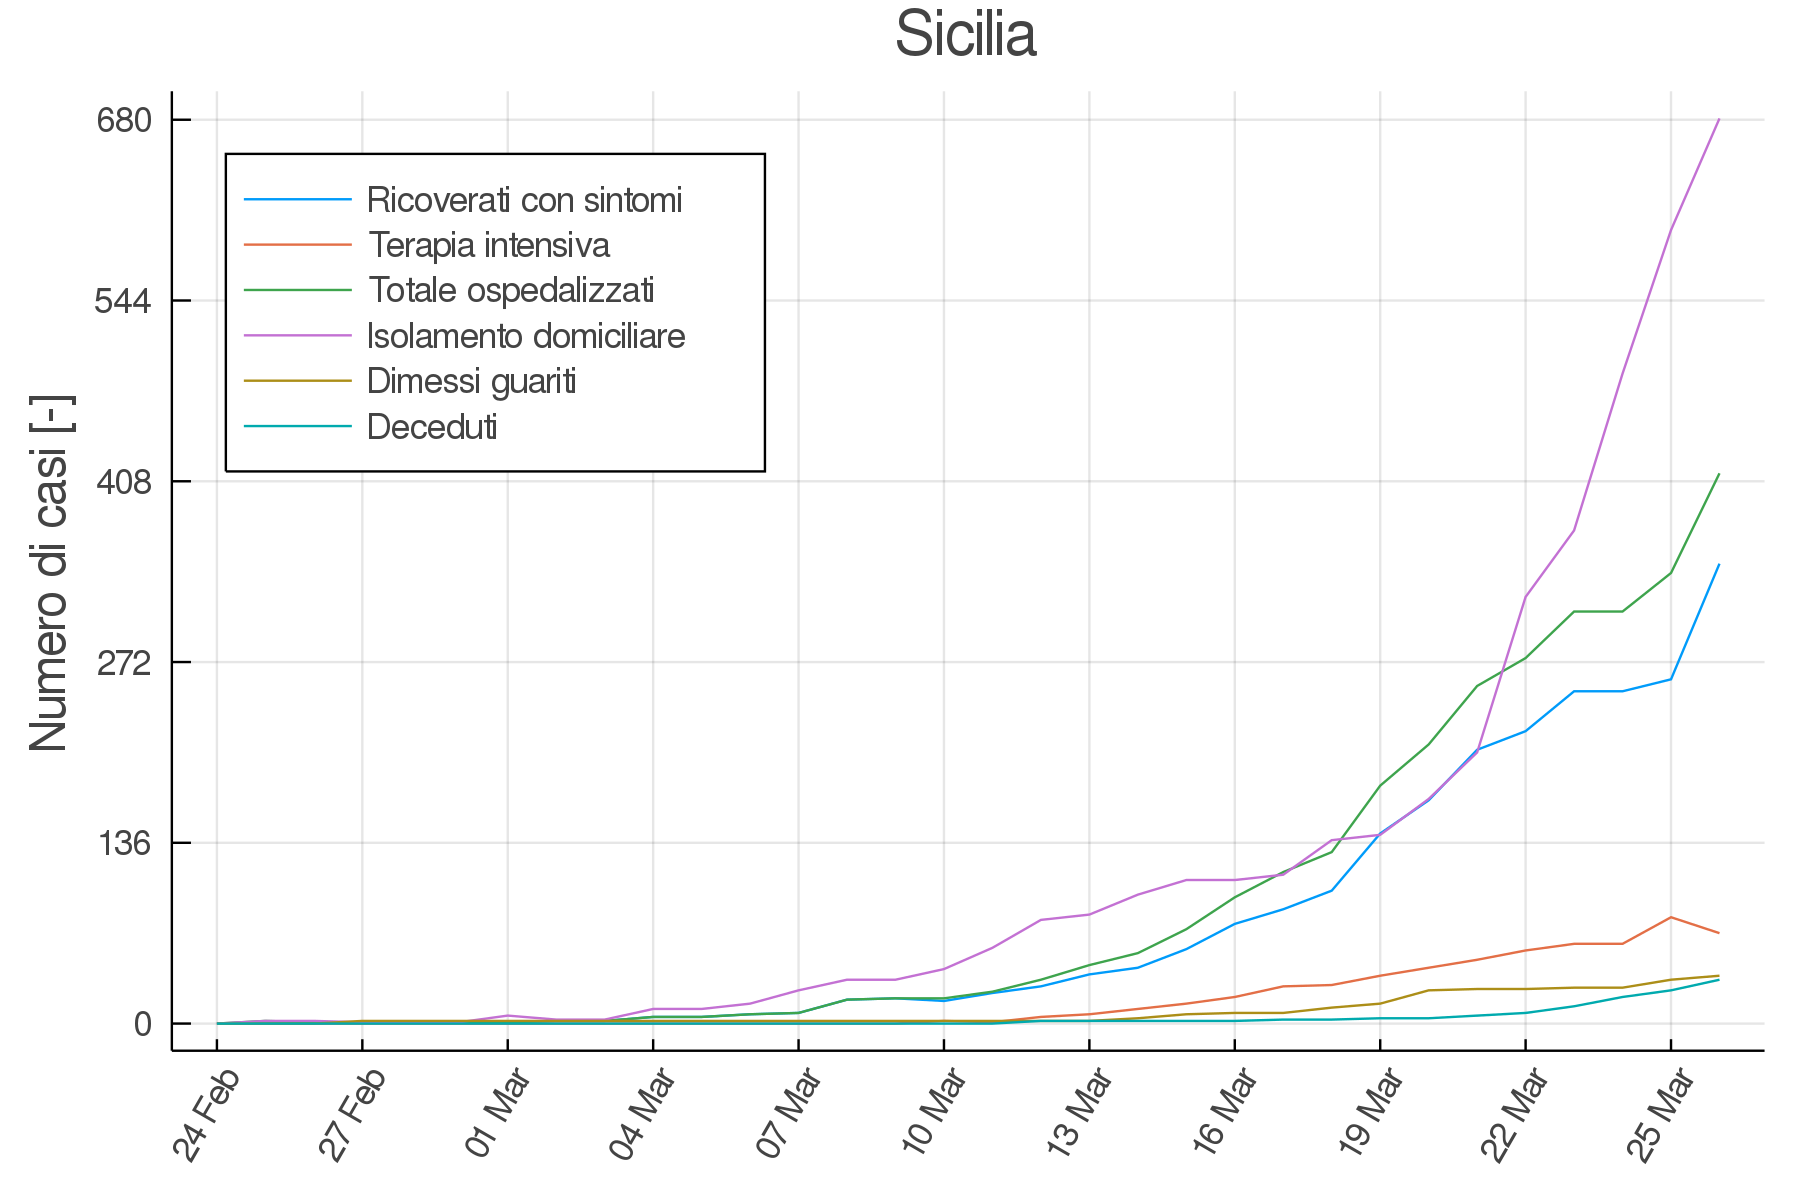 Sicilia
Numero di casi [-]
680
544
408
272
136
0
Ricoverati con sintomi
Terapia intensiva
Totale ospedalizzati
Isolamento domiciliare
Dimessi guariti
Deceduti
24 Feb
27 Feb
01 Mar
04 Mar
07 Mar
10 Mar
13 Mar
16 Mar
19 Mar
22 Mar
25 Mar